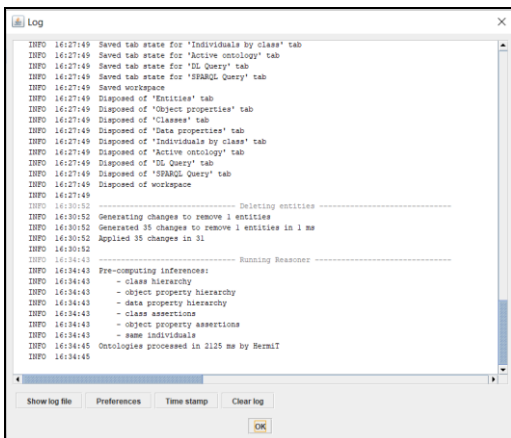 Log
INFO 16:27:49 Saved tab state for 'Individuals by class' tab
INFO 16:27:49 Saved tab state for 'Active ontology' tab
INFO 16:27:49 Saved tab state for 'DL Query' tab
INFO 16:27:49 Saved tab state for 'SPARQL Query' tab
INFO 16:27:49 Saved workspace
INFO 16:27:49 Disposed of 'Entities' tab
INFO 16:27:49 Disposed of 'Object properties' tab
INFO 16:27:49 Disposed of 'Classes' tab
INFO 16:27:49 Disposed of 'Data properties' tab
INFO 16:27:49 Disposed of 'Individuals by class' tab
INFO 16:27:49 Disposed of 'Active ontology' tab
INFO 16:27:49 Disposed of 'DL Query' tab
INFO 16:27:49 Disposed of 'SPARQL Query' tab
INFO 16:27:49 Disposed of workspace
INFO 16:27:49
INFO 16:30:52 ------------------------------- Deleting entities -------------------------------
INFO 16:30:52 Generating changes to remove 1 entities
INFO 16:30:52 Generated 35 changes to remove 1 entities in 1 ms
INFO 16:30:52 Applied 35 changes in 31
INFO 16:30:52
INFO 16:34:43 ------------------------------- Running Reasoner -------------------------------
INFO 16:34:43 Pre-computing inferences:
INFO 16:34:43 - class hierarchy
INFO 16:34:43 - object property hierarchy
INFO 16:34:43 - data property hierarchy
INFO 16:34:43 - class assertions
INFO 16:34:43 - object property assertions
INFO 16:34:43 - same individuals
INFO 16:34:45 Ontologies processed in 2125 ms by HermiT
INFO 16:34:45
Show log file Preferences Time stamp Clear log
OK